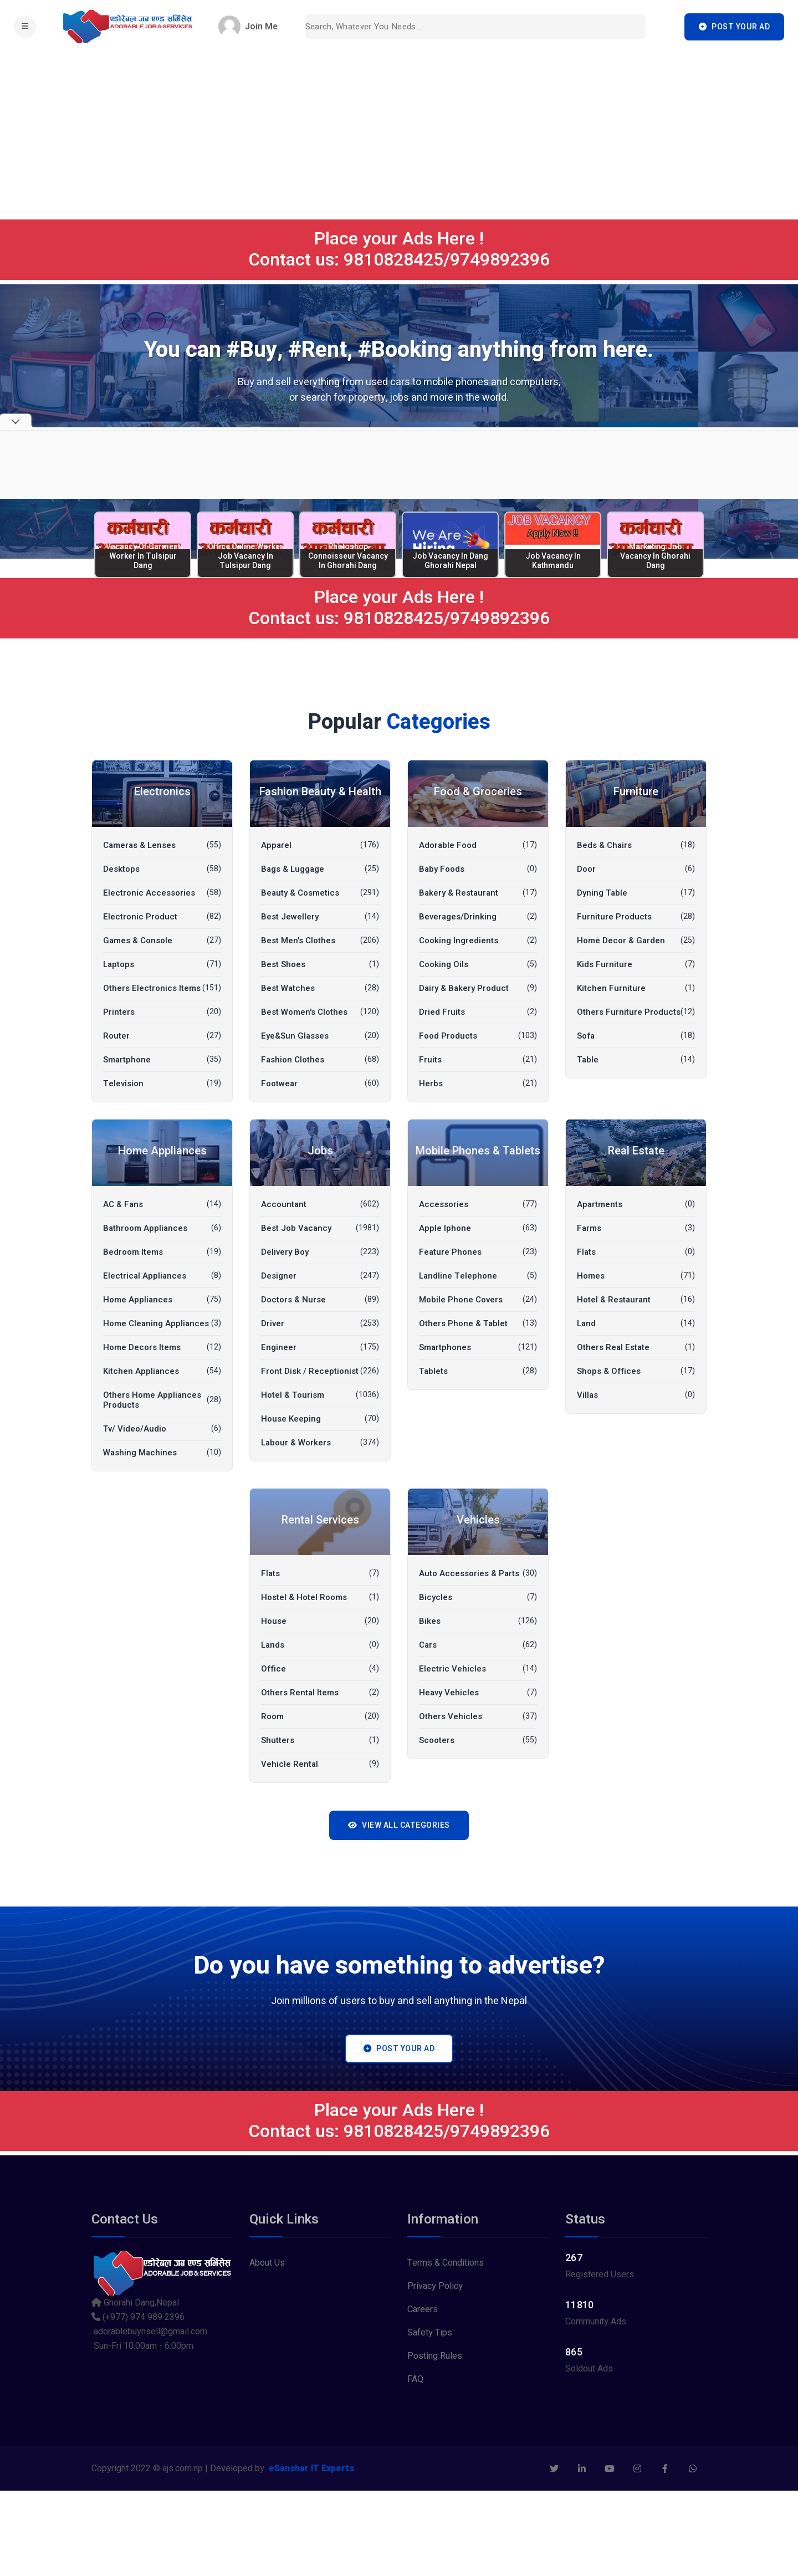 एडोरेबल जब एण्ड सर्भिसेस
ADORABLE JOB & SERVICES
Join Me
Search, Whatever You Needs...
POST YOUR AD
Place your Ads Here !
Contact us: 9810828425/9749892396
You can #Buy, #Rent, #Booking anything from here.
Buy and sell everything from used cars to mobile phones and computers,
or search for property, jobs and more in the world.
कर्मचारी
Vacancy Of Garment
Worker In Tulsipur
Dang
कर्मचारी
Office Online Worker
Job Vacancy In
Tulsipur Dang
कर्मचारी
Photoshop
Connoisseur Vacancy
In Ghorahi Dang
We Are
Hiring
Job Vacancy In Dang
Ghorahi Nepal
JOB VACANCY
Apply Now !!
Job Vacancy In
Kathmandu
कर्मचारी
Marketing Job
Vacancy In Ghorahi
Dang
Place your Ads Here !
Contact us: 9810828425/9749892396
Popular Categories
Electronics
Cameras & Lenses (55)
Desktops (58)
Electronic Accessories (58)
Electronic Product (82)
Games & Console (27)
Laptops (71)
Others Electronics Items (151)
Printers (20)
Router (27)
Smartphone (35)
Television (19)
Fashion Beauty & Health
Apparel (176)
Bags & Luggage (25)
Beauty & Cosmetics (291)
Best Jewellery (14)
Best Men's Clothes (206)
Best Shoes (1)
Best Watches (28)
Best Women's Clothes (120)
Eye&Sun Glasses (20)
Fashion Clothes (68)
Footwear (60)
Food & Groceries
Adorable Food (17)
Baby Foods (0)
Bakery & Restaurant (17)
Beverages/Drinking (2)
Cooking Ingredients (2)
Cooking Oils (5)
Dairy & Bakery Product (9)
Dried Fruits (2)
Food Products (103)
Fruits (21)
Herbs (21)
Furniture
Beds & Chairs (18)
Door (6)
Dyning Table (17)
Furniture Products (28)
Home Decor & Garden (25)
Kids Furniture (7)
Kitchen Furniture (1)
Others Furniture Products (12)
Sofa (18)
Table (14)
Home Appliances
AC & Fans (14)
Bathroom Appliances (6)
Bedroom Items (19)
Electrical Appliances (8)
Home Appliances (75)
Home Cleaning Appliances (3)
Home Decors Items (12)
Kitchen Appliances (54)
Others Home Appliances
Products (28)
Tv/ Video/Audio (6)
Washing Machines (10)
Jobs
Accountant (602)
Best Job Vacancy (1981)
Delivery Boy (223)
Designer (247)
Doctors & Nurse (89)
Driver (253)
Engineer (175)
Front Disk / Receptionist (226)
Hotel & Tourism (1036)
House Keeping (70)
Labour & Workers (374)
Mobile Phones & Tablets
Accessories (77)
Apple Iphone (63)
Feature Phones (23)
Landline Telephone (5)
Mobile Phone Covers (24)
Others Phone & Tablet (13)
Smartphones (121)
Tablets (28)
Real Estate
Apartments (0)
Farms (3)
Flats (0)
Homes (71)
Hotel & Restaurant (16)
Land (14)
Others Real Estate (1)
Shops & Offices (17)
Villas (0)
Rental Services
Flats (7)
Hostel & Hotel Rooms (1)
House (20)
Lands (0)
Office (4)
Others Rental Items (2)
Room (20)
Shutters (1)
Vehicle Rental (9)
Vehicles
Auto Accessories & Parts (30)
Bicycles (7)
Bikes (126)
Cars (62)
Electric Vehicles (14)
Heavy Vehicles (7)
Others Vehicles (37)
Scooters (55)
VIEW ALL CATEGORIES
Do you have something to advertise?
Join millions of users to buy and sell anything in the Nepal
POST YOUR AD
Place your Ads Here !
Contact us: 9810828425/9749892396
Contact Us
एडोरेबल जब एण्ड सर्भिसेस
ADORABLE JOB & SERVICES
Ghorahi Dang,Nepal
(+977) 974 989 2396
adorablebuynsell@gmail.com
Sun-Fri 10:00am - 6:00pm
Quick Links
About Us
Information
Terms & Conditions
Privacy Policy
Careers
Safety Tips
Posting Rules
FAQ
Status
267
Registered Users
11810
Community Ads
865
Soldout Ads
Copyright 2022 © ajs.com.np | Developed by eSanshar IT Experts